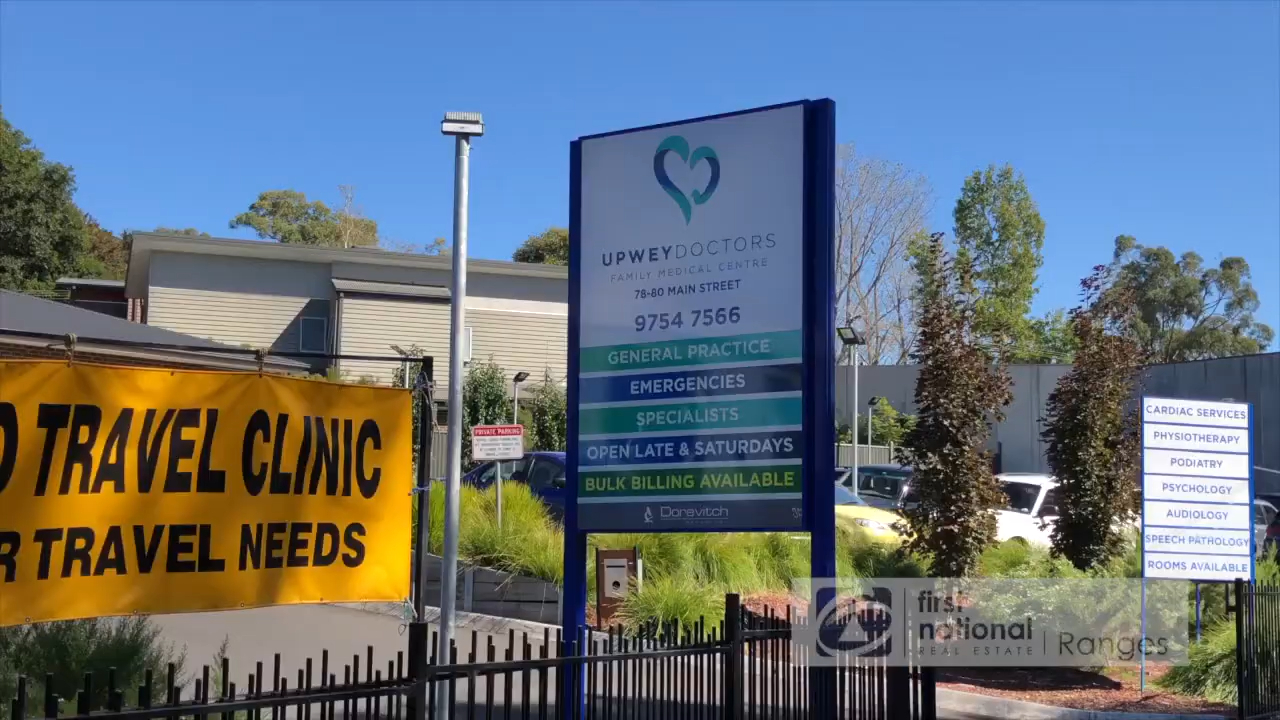 TRAVEL CLINIC
TRAVEL NEEDS
PRIVATE PARKING
UPWEYDOCTORS
FAMILY MEDICAL CENTRE
78-80 MAIN STREET
9754 7566
GENERAL PRACTICE
EMERGENCIES
SPECIALISTS
OPEN LATE & SATURDAYS
BULK BILLING AVAILABLE
Dorevitch
CARDIAC SERVICES
PHYSIOTHERAPY
PODIATRY
PSYCHOLOGY
AUDIOLOGY
SPEECH PATHOLOGY
ROOMS AVAILABLE
first
national
REAL ESTATE
Ranges